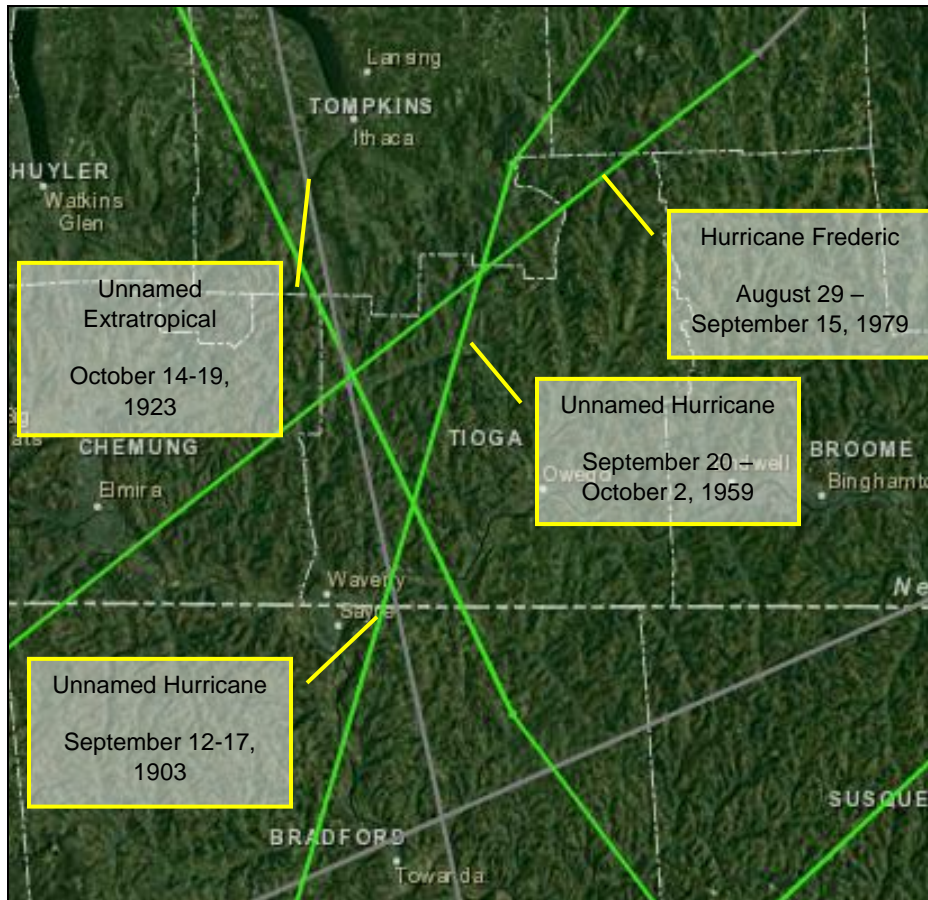 Lansing
TOMPKINS
Ithaca
HUYLER
Watkins
Glen
Hurricane Frederic
August 29 –
September 15, 1979
Unnamed
Extratropical
October 14-19,
1923
Unnamed Hurricane
September 20 –
October 2, 1959
CHEMUNG
TIOGA
BROOME
Elmira
Owego
Binghamto
Waverly
Sayre
Ne
Unnamed Hurricane
September 12-17,
1903
SUSQUE
BRADFORD
Towanda